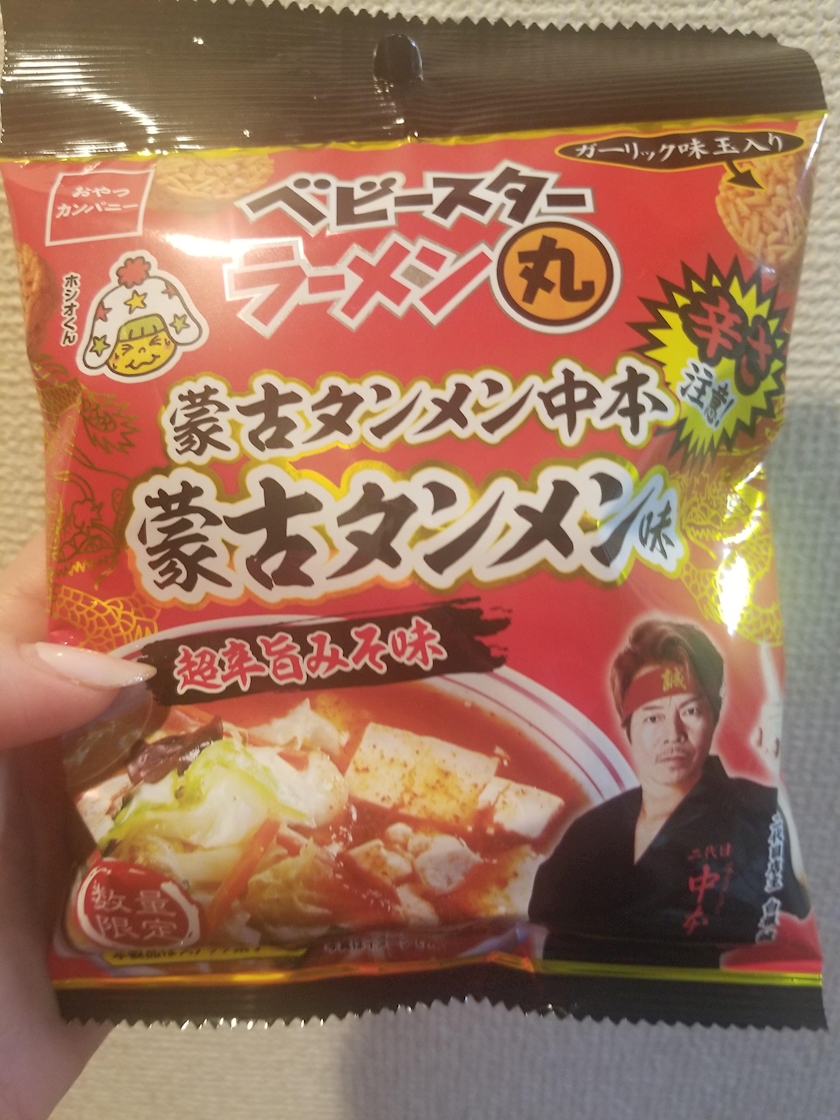 ガーリック味玉入り
おやつ
カンパニー
ベビースター
ラーメン丸
ホシオくん
辛さ
注意!
蒙古タンメン中本
蒙古タンメン味
超辛旨みそ味
誠
二代目
中本
数量
限定